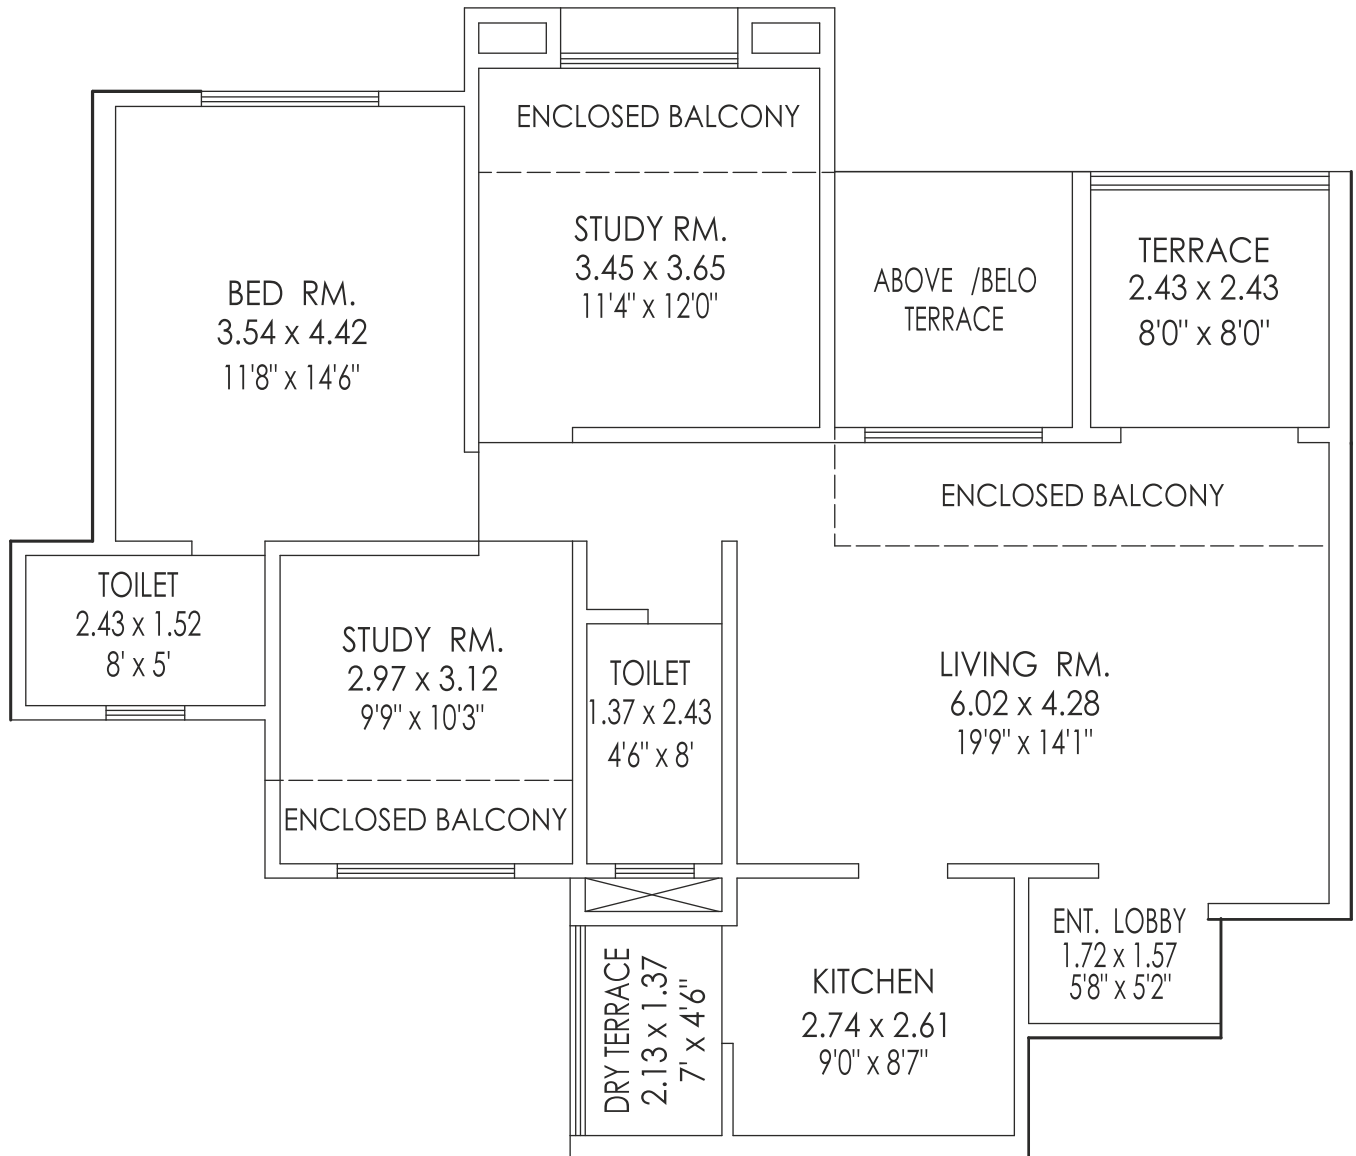 ENCLOSED BALCONY
STUDY RM.
3.45 x 3.65
11'4" x 12'0"
BED RM.
3.54 x 4.42
11'8" x 14'6"
ABOVE /BELO
TERRACE
TERRACE
2.43 x 2.43
8'0" x 8'0"
ENCLOSED BALCONY
TOILET
2.43 x 1.52
8' x 5'
STUDY RM.
2.97 x 3.12
9'9" x 10'3"
ENCLOSED BALCONY
TOILET
1.37 x 2.43
4'6" x 8'
LIVING RM.
6.02 x 4.28
19'9" x 14'1"
ENT. LOBBY
1.72 x 1.57
5'8" x 5'2"
KITCHEN
2.74 x 2.61
9'0" x 8'7"
DRY TERRACE
2.13 x 1.37
7' x 4'6"